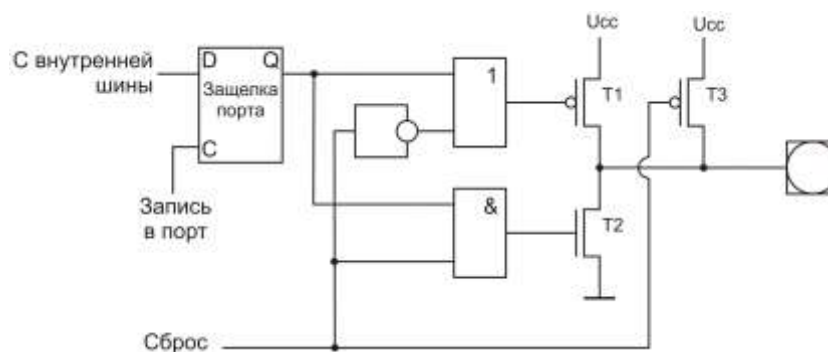 Ucc
Ucc
С внутренней
шины
D
Q
Защелка
порта
C
1
T1
T3
Запись
в порт
&
T2
Сброс